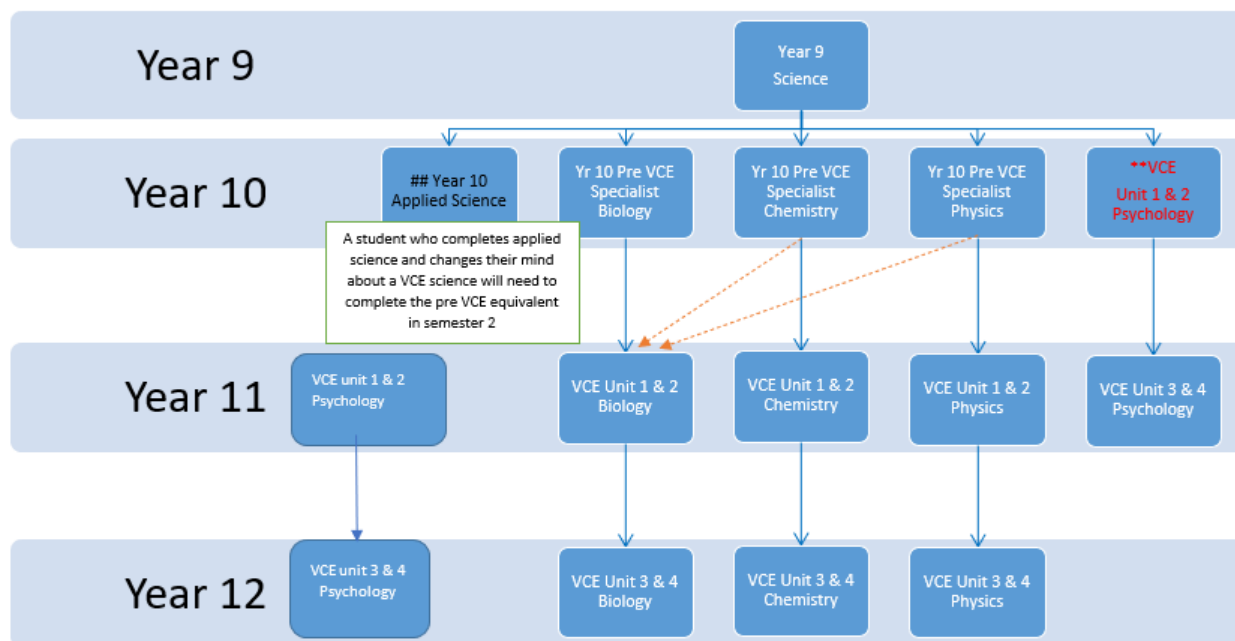 Year 9
Year 9
Science
Year 10
## Year 10
Applied Science
Yr 10 Pre VCE
Specialist
Biology
Yr 10 Pre VCE
Specialist
Chemistry
Yr 10 Pre VCE
Specialist
Physics
**VCE
Unit 1 & 2
Psychology
A student who completes applied
science and changes their mind
about a VCE science will need to
complete the pre VCE equivalent
in semester 2
Year 11
VCE unit 1 & 2
Psychology
VCE Unit 1 & 2
Biology
VCE Unit 1 & 2
Chemistry
VCE Unit 1 & 2
Physics
VCE Unit 3 & 4
Psychology
Year 12
VCE unit 3 & 4
Psychology
VCE Unit 3 & 4
Biology
VCE Unit 3 & 4
Chemistry
VCE Unit 3 & 4
Physics